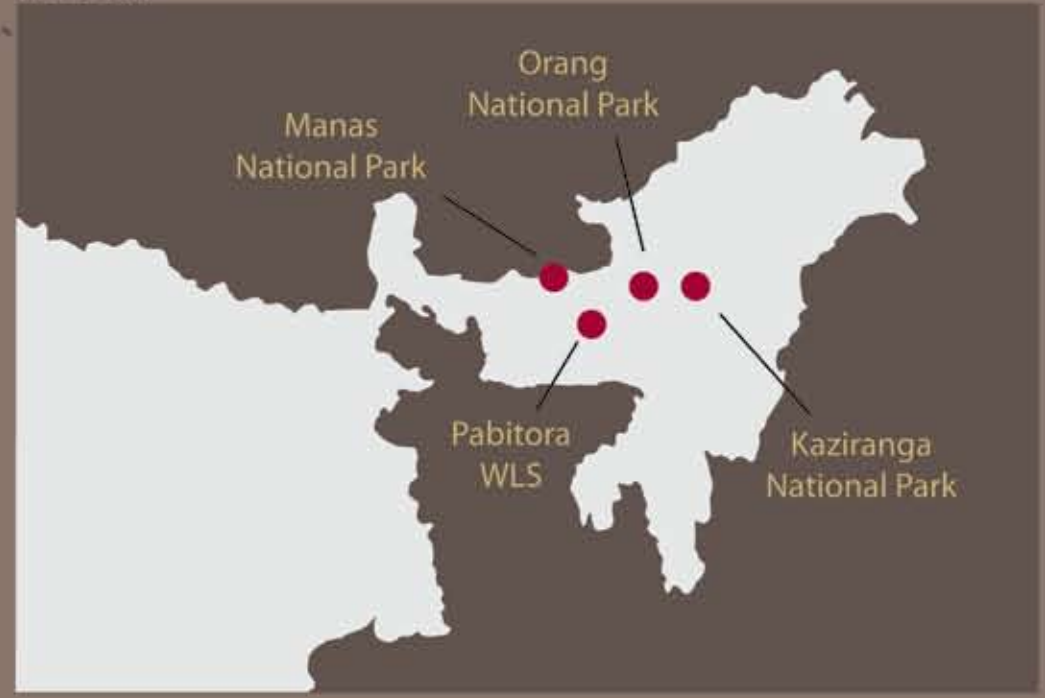 Orang
National Park
Manas
National Park
Pabitora
WLS
Kaziranga
National Park